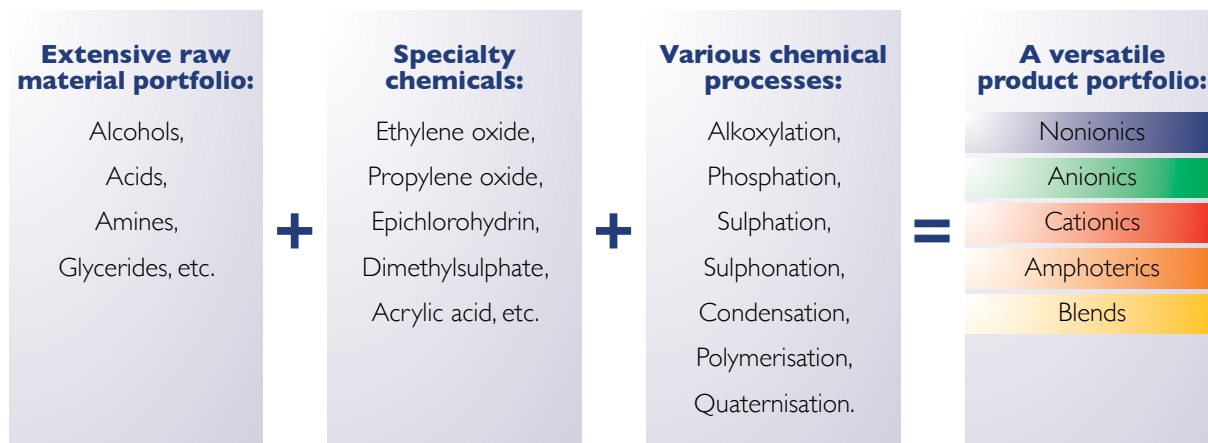 Extensive raw
material portfolio:
Alcohols,
Acids,
Amines,
Glycerides, etc.
+
Specialty
chemicals:
Ethylene oxide,
Propylene oxide,
Epichlorohydrin,
Dimethylsulphate,
Acrylic acid, etc.
+
Various chemical
processes:
Alkoxylation,
Phosphation,
Sulphation,
Sulphonation,
Condensation,
Polymerisation,
Quaternisation.
=
A versatile
product portfolio:
Nonionics
Anionics
Cationics
Amphoterics
Blends